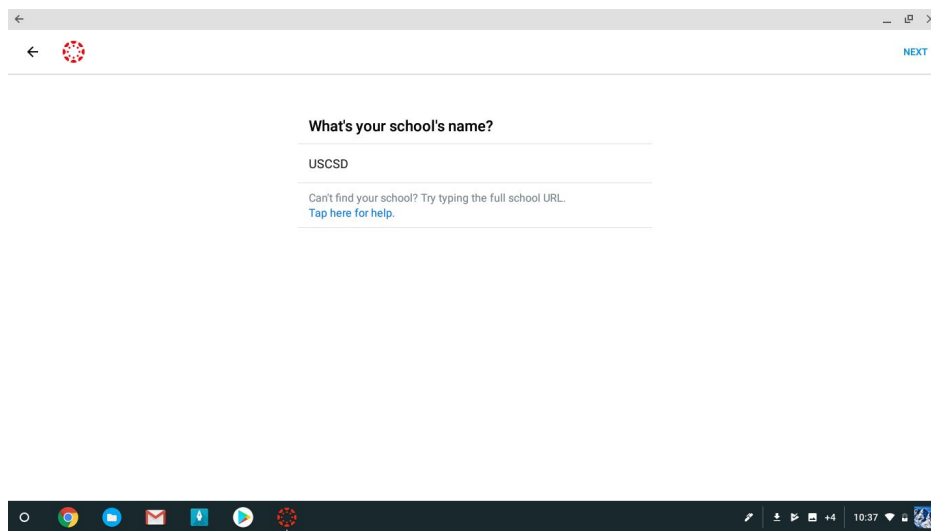 NEXT
What's your school's name?
USCSD
Can't find your school? Try typing the full school URL.
Tap here for help.
+4
10:37